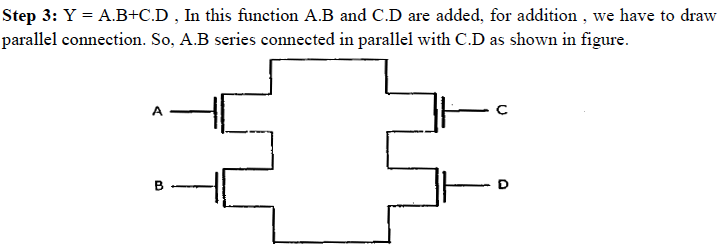 Step 3: Y = A.B+C.D , In this function A.B and C.D are added, for addition , we have to draw
parallel connection. So, A.B series connected in parallel with C.D as shown in figure.
A
C
B
D